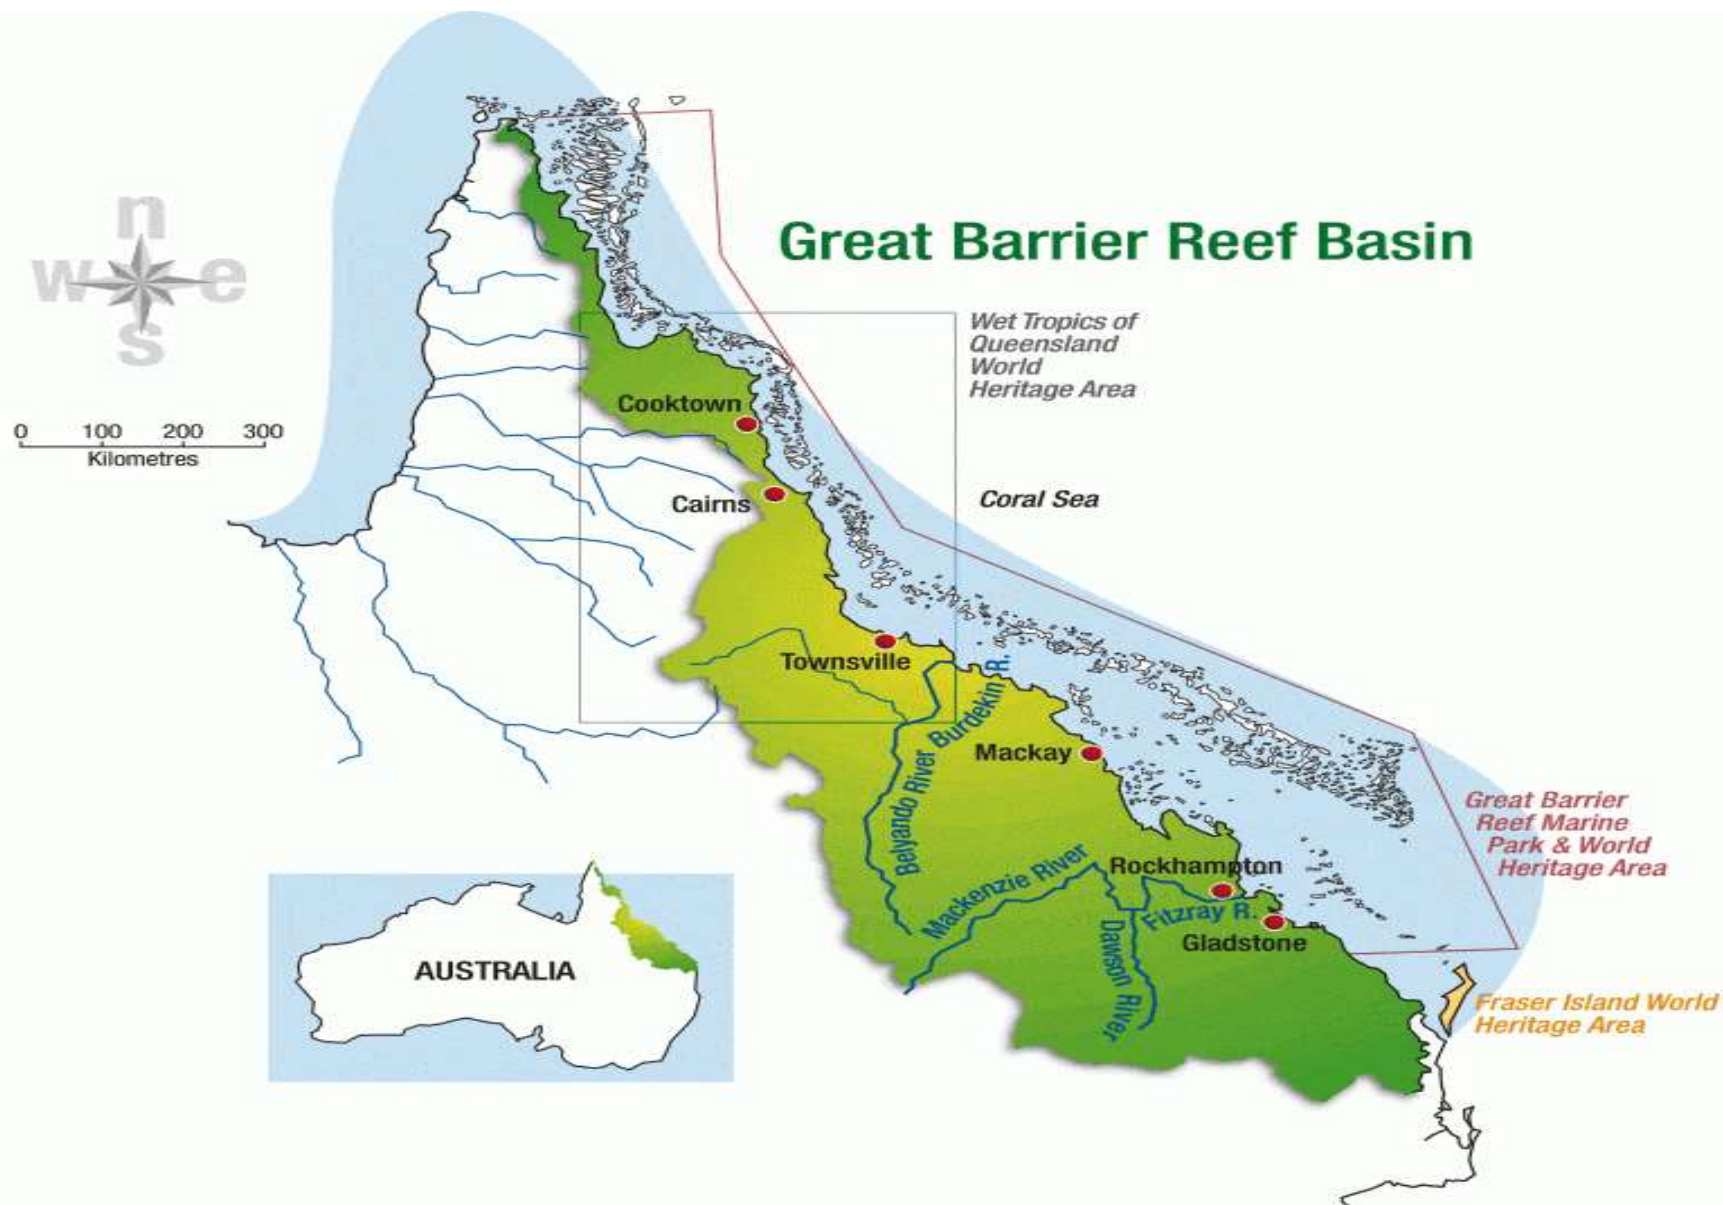 n
w e
s
Great Barrier Reef Basin
Wet Tropics of
Queensland
World
Heritage Area
0 100 200 300
Kilometres
Cooktown
Cairns
Coral Sea
Townsville
Burdekin R.
Belyando River
Mackay
Great Barrier
Reef Marine
Park & World
Heritage Area
Rockhampton
Mackenzie River
Fitzray R.
Dawson River
Gladstone
AUSTRALIA
Fraser Island World
Heritage Area